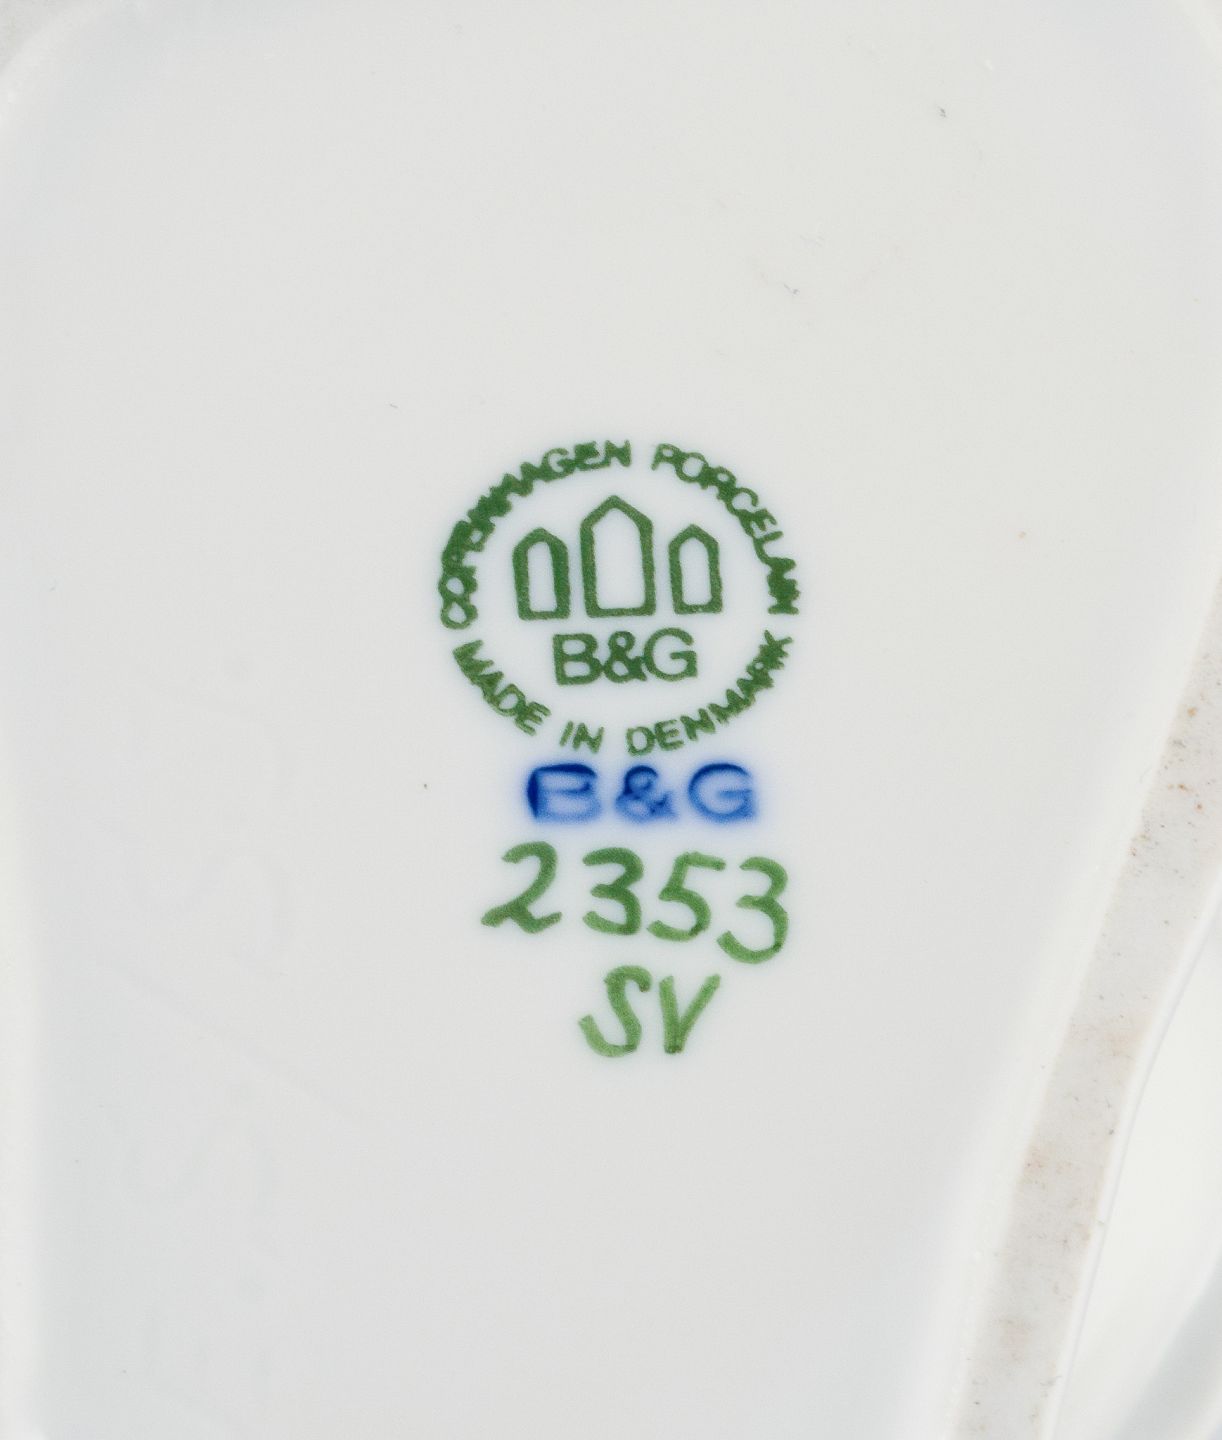 COPENHAGEN PORCELAIN
B&G
MADE IN DENMARK
B&G
2353
SV